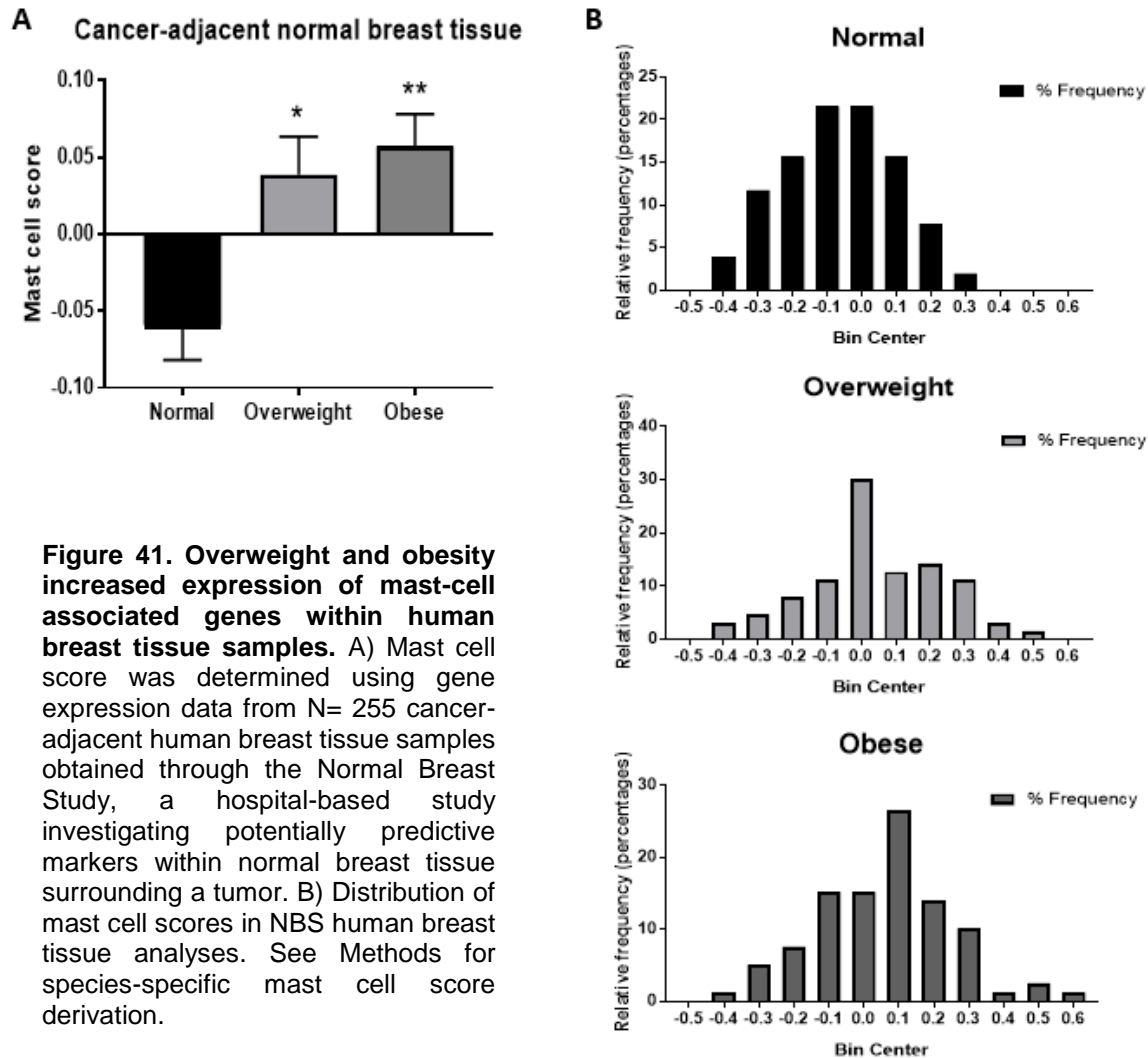 A
Cancer-adjacent normal breast tissue
Mast cell score
0.10
0.05
0.00
-0.05
-0.10
*
**
Normal Overweight Obese
Figure 41. Overweight and obesity
increased expression of mast-cell
associated genes within human
breast tissue samples. A) Mast cell
score was determined using gene
expression data from N= 255 cancer-
adjacent human breast tissue samples
obtained through the Normal Breast
Study, a hospital-based study
investigating potentially predictive
markers within normal breast tissue
surrounding a tumor. B) Distribution of
mast cell scores in NBS human breast
tissue analyses. See Methods for
species-specific mast cell score
derivation.
B
Normal
% Frequency
Relative frequency (percentages)
25
20
15
10
5
0
-0.5 -0.4 -0.3 -0.2 -0.1 0.0 0.1 0.2 0.3 0.4 0.5 0.6
Bin Center
Overweight
% Frequency
Relative frequency (percentages)
40
30
20
10
0
-0.5 -0.4 -0.3 -0.2 -0.1 0.0 0.1 0.2 0.3 0.4 0.5 0.6
Bin Center
Obese
% Frequency
Relative frequency (percentages)
30
20
10
0
-0.5 -0.4 -0.3 -0.2 -0.1 0.0 0.1 0.2 0.3 0.4 0.5 0.6
Bin Center